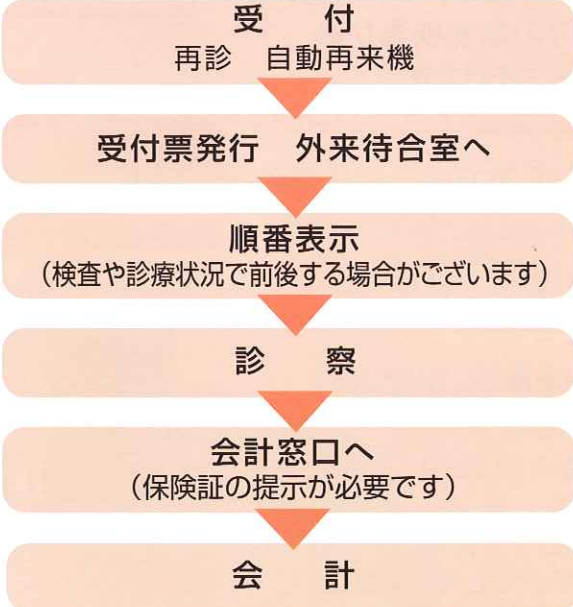 受　付
再診　自動再来機
受付票発行　外来待合室へ
順番表示
（検査や診療状況で前後する場合がございます）
診　察
会計窓口へ
（保険証の提示が必要です）
会　計